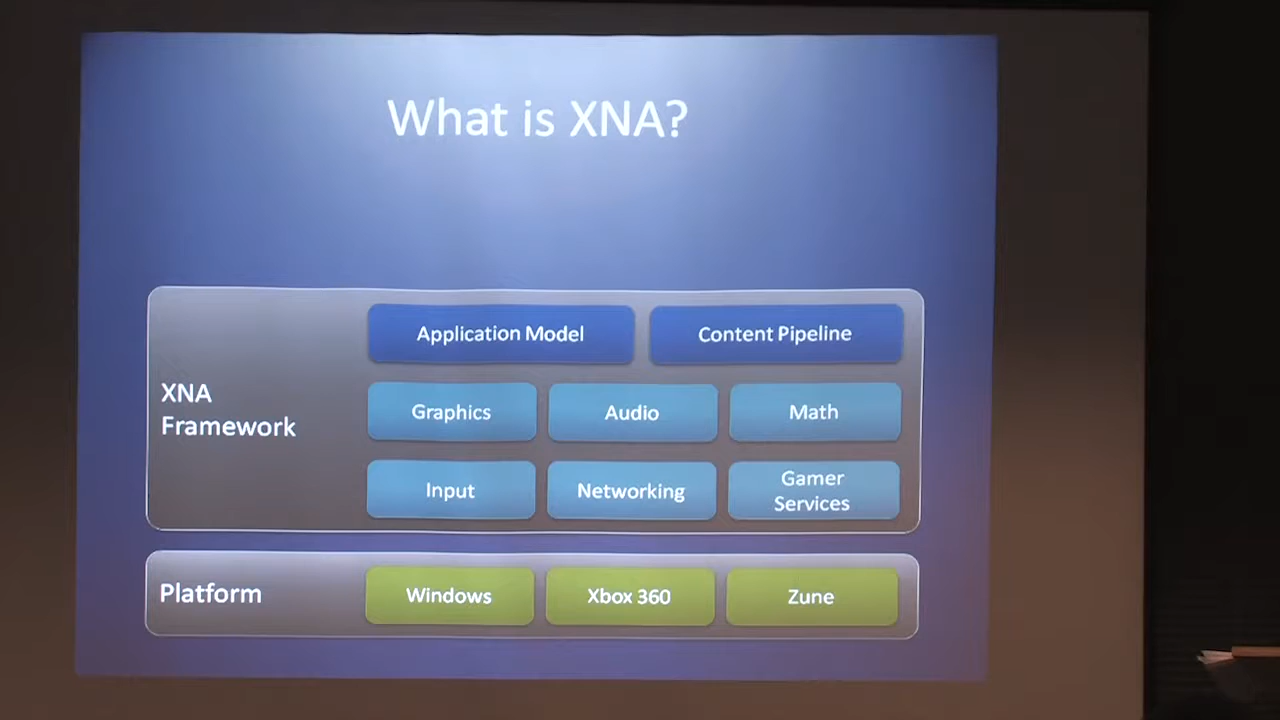 What is XNA?
Application Model
Content Pipeline
XNA
Framework
Graphics
Audio
Math
Input
Networking
Gamer
Services
Platform
Windows
Xbox 360
Zune